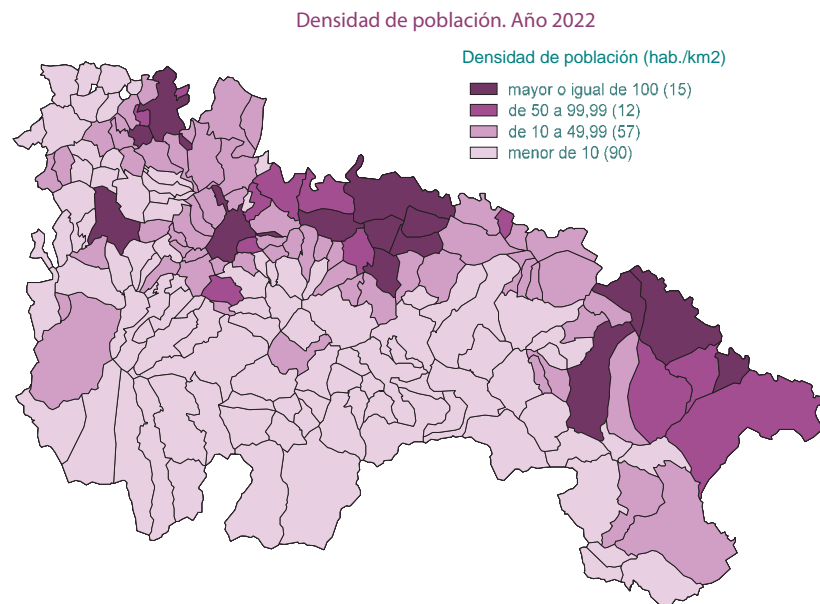 Densidad de población. Año 2022
Densidad de población (hab./km2)
mayor o igual de 100 (15)
de 50 a 99,99 (12)
de 10 a 49,99 (57)
menor de 10 (90)